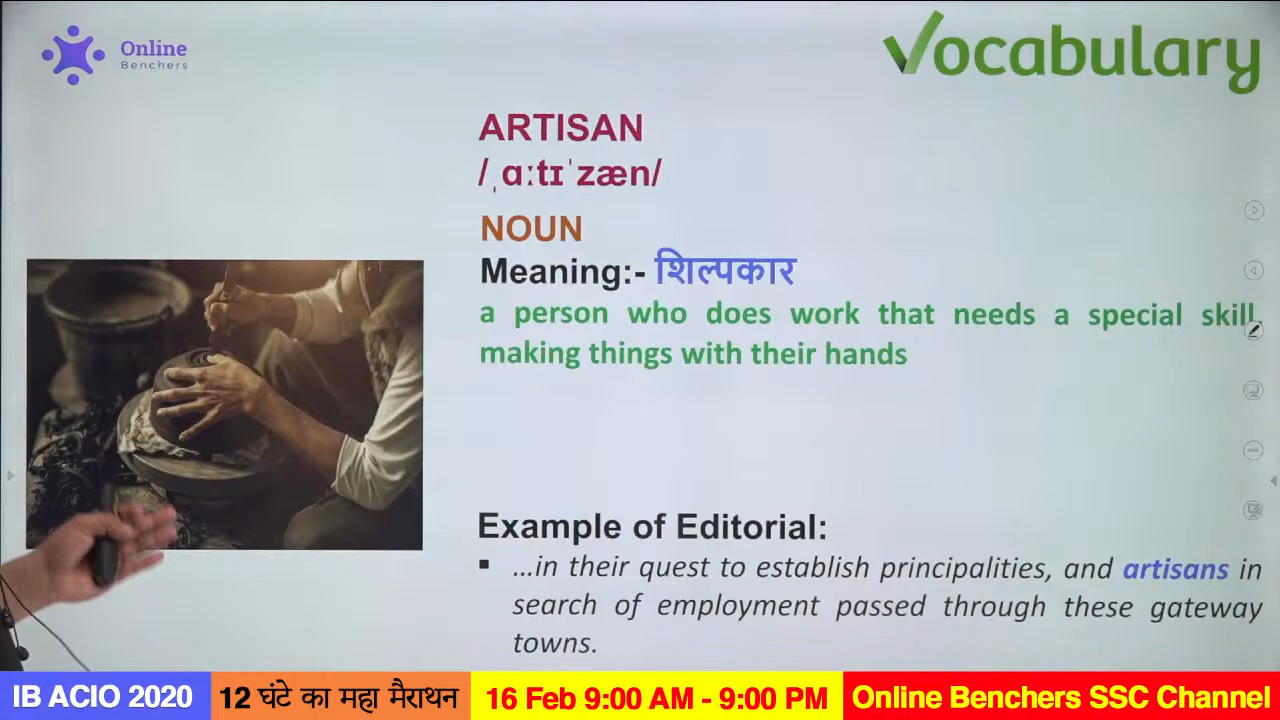 Online
Benchers
Vocabulary
ARTISAN
/ˌɑːtɪˈzæn/
NOUN
Meaning:- शिल्पकार
a person who does work that needs a special skill,
making things with their hands
Example of Editorial:
▪ …in their quest to establish principalities, and artisans in
search of employment passed through these gateway
towns.
IB ACIO 2020 12 घंटे का महा मैराथन 16 Feb 9:00 AM - 9:00 PM Online Benchers SSC Channel